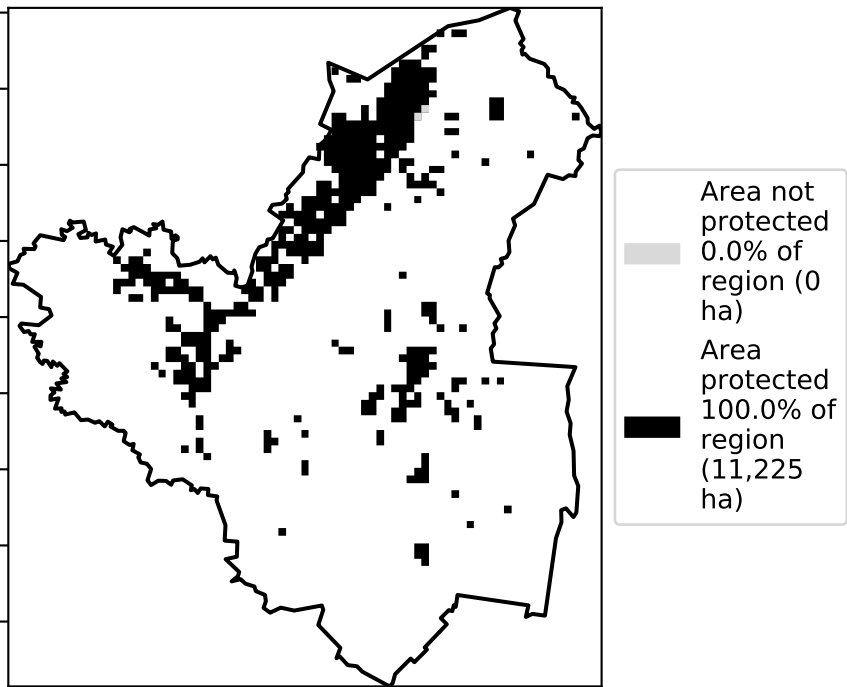 Area not
protected
0.0% of
region (0
ha)
Area
protected
100.0% of
region
(11,225
ha)